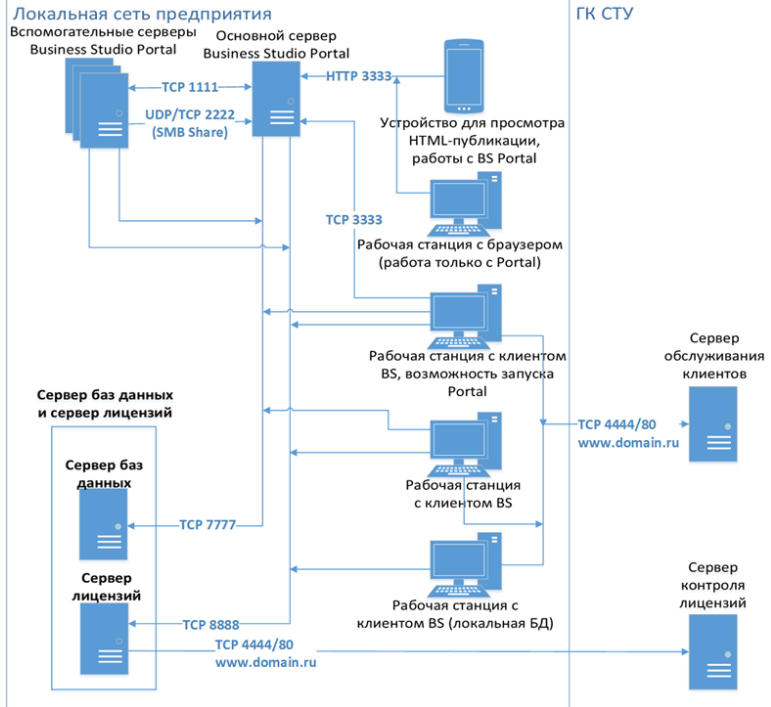 Локальная сеть предприятия
ГК СТУ
Вспомогательные серверы
Business Studio Portal
Основной сервер
Business Studio Portal
TCP 1111
HTTP 3333
UDP/TCP 2222
(SMB Share)
Устройство для просмотра
HTML-публикации,
работы с BS Portal
TCP 3333
Рабочая станция с браузером
(работа только с Portal)
Рабочая станция с клиентом
BS, возможность запуска
Portal
Сервер
обслуживания
клиентов
Сервер баз данных
и сервер лицензий
TCP 4444/80
www.domain.ru
Сервер баз
данных
Рабочая станция
с клиентом BS
TCP 7777
Сервер
лицензий
Рабочая станция с
клиентом BS (локальная БД)
Сервер
контроля
лицензий
TCP 8888
TCP 4444/80
www.domain.ru